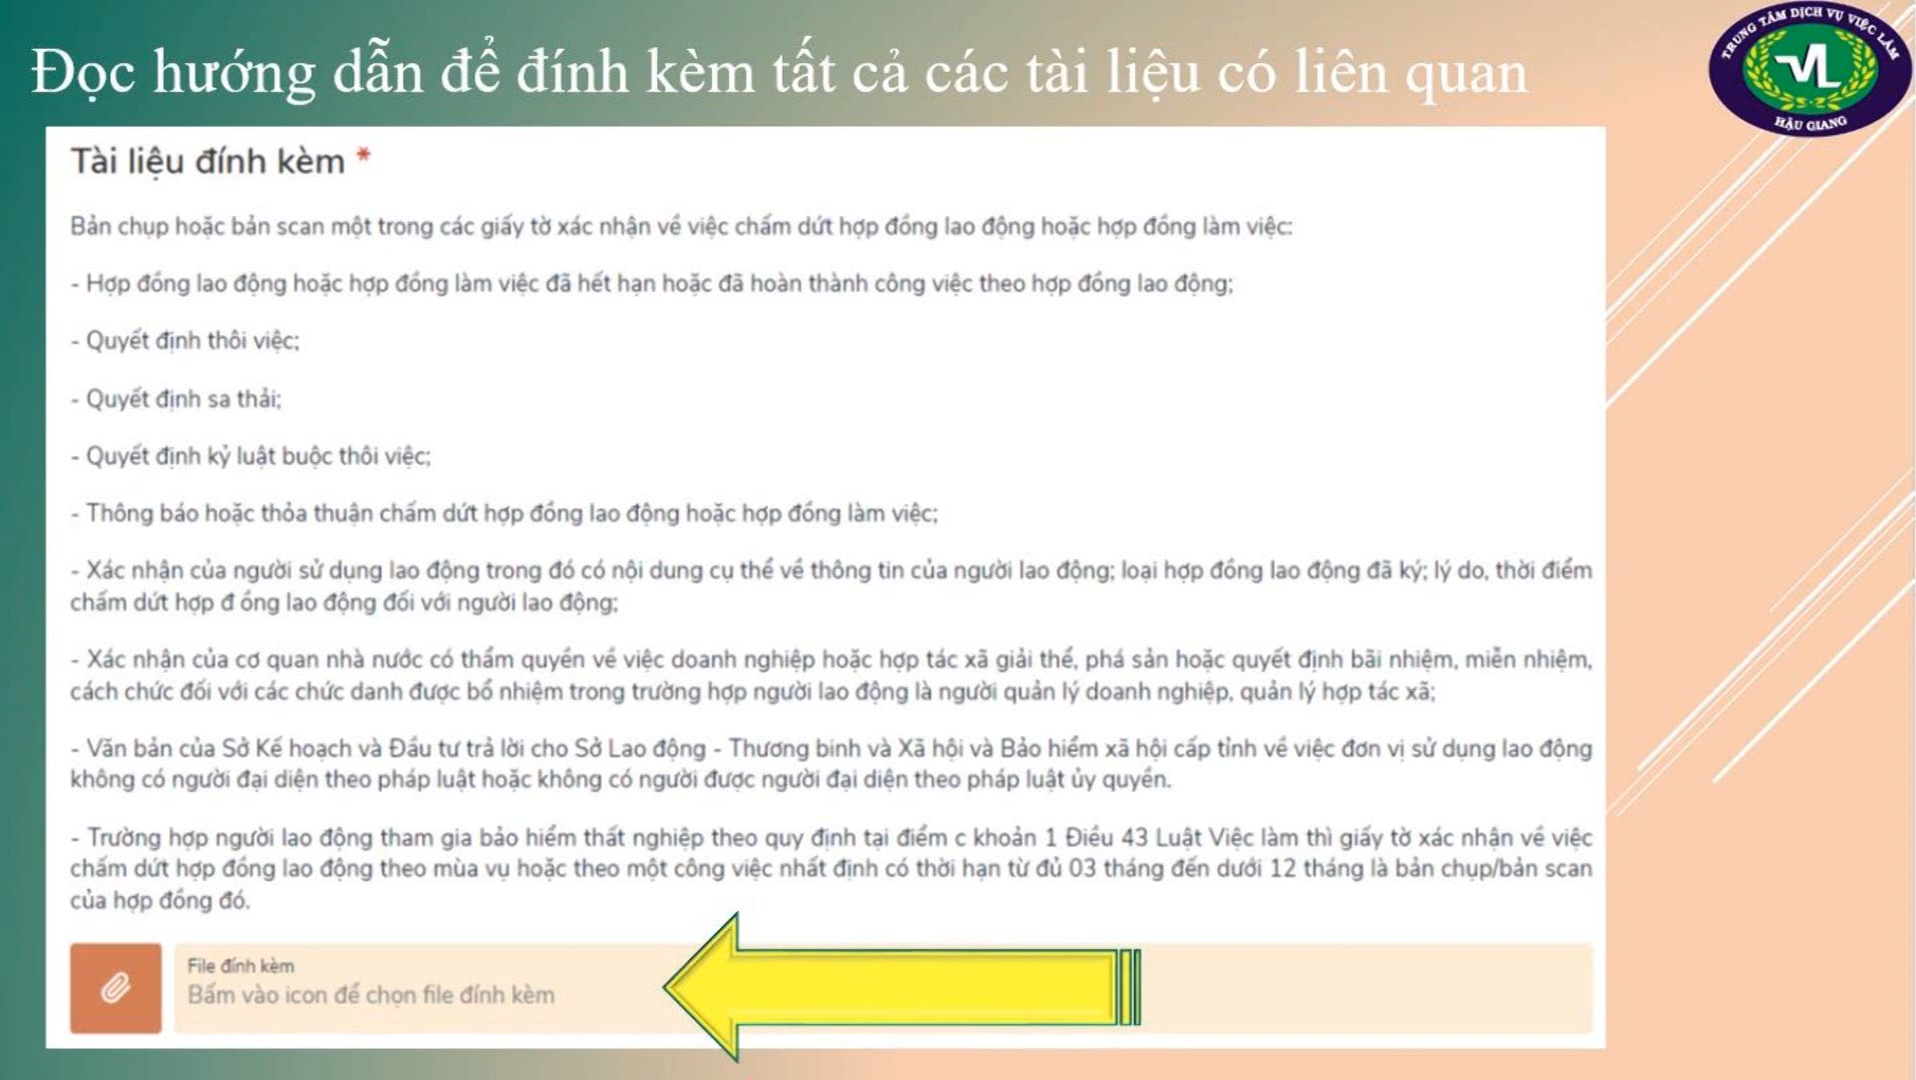 Đọc hướng dẫn để đính kèm tất cả các tài liệu có liên quan
TRUNG TÂM DỊCH VỤ VIỆC LÀM
VL
HẬU GIANG
Tài liệu đính kèm *
Bản chụp hoặc bản scan một trong các giấy tờ xác nhận về việc chấm dứt hợp đồng lao động hoặc hợp đồng làm việc:
- Hợp đồng lao động hoặc hợp đồng làm việc đã hết hạn hoặc đã hoàn thành công việc theo hợp đồng lao động;
- Quyết định thôi việc;
- Quyết định sa thải;
- Quyết định kỷ luật buộc thôi việc;
- Thông báo hoặc thỏa thuận chấm dứt hợp đồng lao động hoặc hợp đồng làm việc;
- Xác nhận của người sử dụng lao động trong đó có nội dung cụ thể về thông tin của người lao động; loại hợp đồng lao động đã ký; lý do, thời điểm
chấm dứt hợp đ ồng lao động đối với người lao động;
- Xác nhận của cơ quan nhà nước có thẩm quyền về việc doanh nghiệp hoặc hợp tác xã giải thể, phá sản hoặc quyết định bãi nhiệm, miễn nhiệm,
cách chức đối với các chức danh được bổ nhiệm trong trường hợp người lao động là người quản lý doanh nghiệp, quản lý hợp tác xã;
- Văn bản của Sở Kế hoạch và Đầu tư trả lời cho Sở Lao động - Thương binh và Xã hội và Bảo hiểm xã hội cấp tỉnh về việc đơn vị sử dụng lao động
không có người đại diện theo pháp luật hoặc không có người được người đại diện theo pháp luật ủy quyền.
- Trường hợp người lao động tham gia bảo hiểm thất nghiệp theo quy định tại điểm c khoản 1 Điều 43 Luật Việc làm thì giấy tờ xác nhận về việc
chấm dứt hợp đồng lao động theo mùa vụ hoặc theo một công việc nhất định có thời hạn từ đủ 03 tháng đến dưới 12 tháng là bản chụp/bản scan
của hợp đồng đó.
File đính kèm
Bấm vào icon để chọn file đính kèm